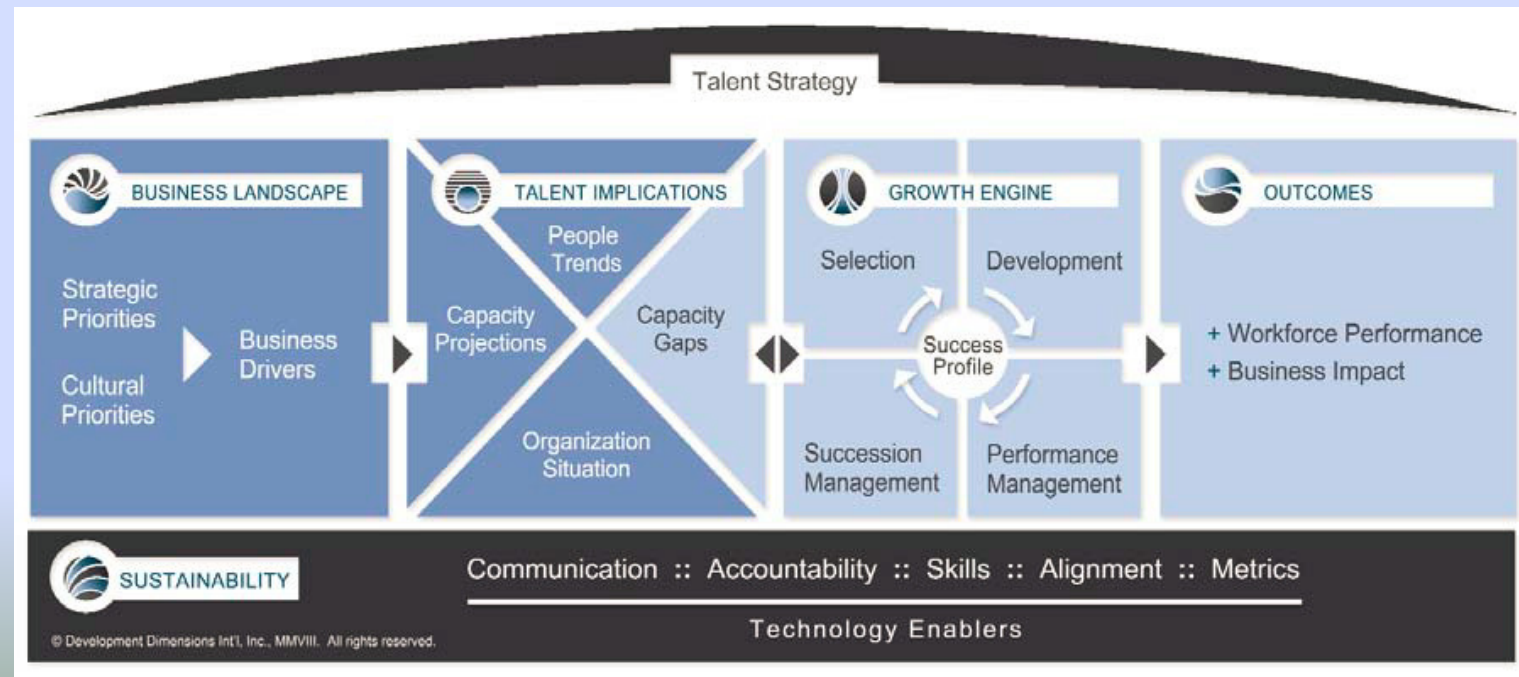 Talent Strategy
BUSINESS LANDSCAPE
Strategic
Priorities
Cultural
Priorities
Business
Drivers
TALENT IMPLICATIONS
People
Trends
Capacity
Projections
Capacity
Gaps
Organization
Situation
GROWTH ENGINE
Selection
Development
Success
Profile
Succession
Management
Performance
Management
OUTCOMES
+ Workforce Performance
+ Business Impact
SUSTAINABILITY
Communication :: Accountability :: Skills :: Alignment :: Metrics
Technology Enablers
© Development Dimensions Int'l, Inc., MMVIII. All rights reserved.